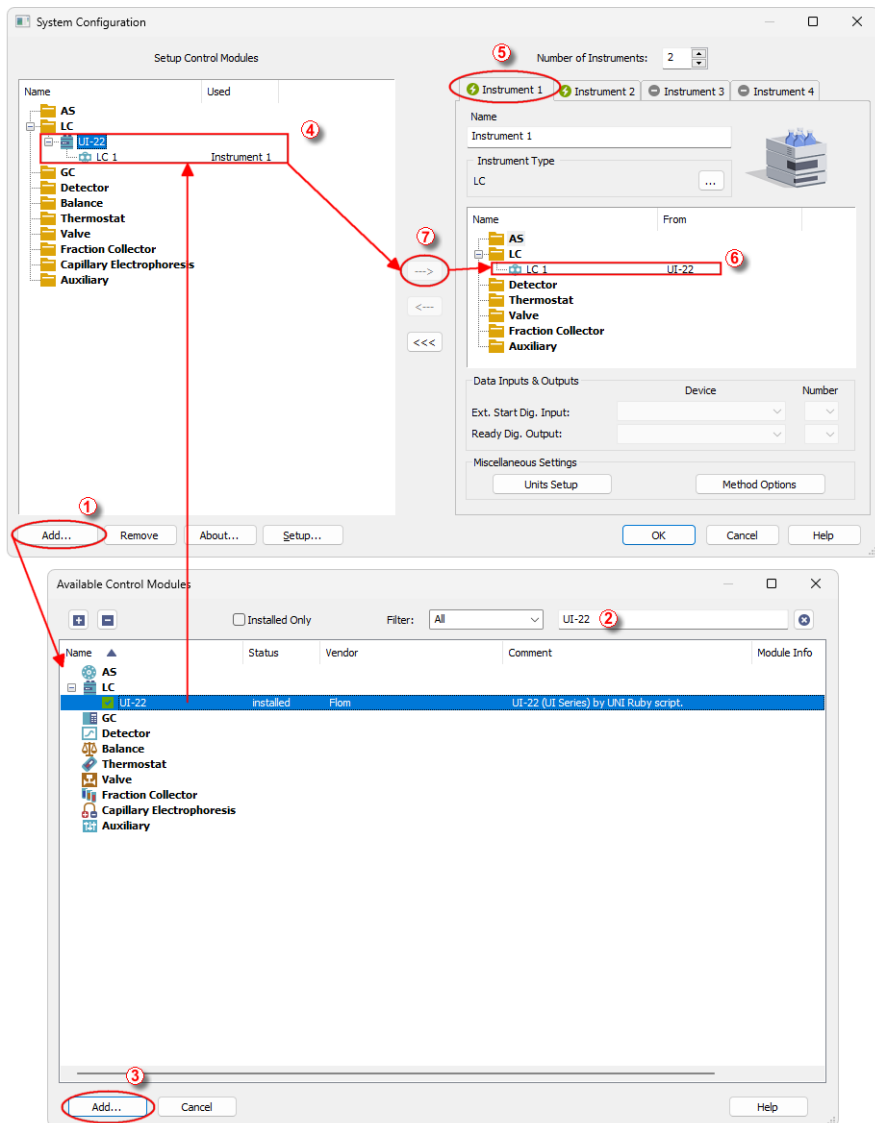 System Configuration
Setup Control Modules
⑤ Number of Instruments: 2
Name Used
AS
LC
UI-22
LC 1 Instrument 1
④
GC
Detector
Balance
Thermostat
Valve
Fraction Collector
Capillary Electrophoresis
Auxiliary
⑦
--->
<---
<<<
Instrument 1 Instrument 2 Instrument 3 Instrument 4
Name
Instrument 1
Instrument Type
LC ...
Name From
AS
LC
LC 1 UI-22
⑥
Detector
Thermostat
Valve
Fraction Collector
Auxiliary
Data Inputs & Outputs
Device Number
Ext. Start Dig. Input:
Ready Dig. Output:
Miscellaneous Settings
Units Setup Method Options
①
Add... Remove About... Setup...
OK Cancel Help
Available Control Modules
Installed Only Filter: All UI-22 ②
Name Status Vendor Comment Module Info
AS
LC
UI-22 installed Flom UI-22 (UI Series) by UNI Ruby script.
GC
Detector
Balance
Thermostat
Valve
Fraction Collector
Capillary Electrophoresis
Auxiliary
③
Add... Cancel Help